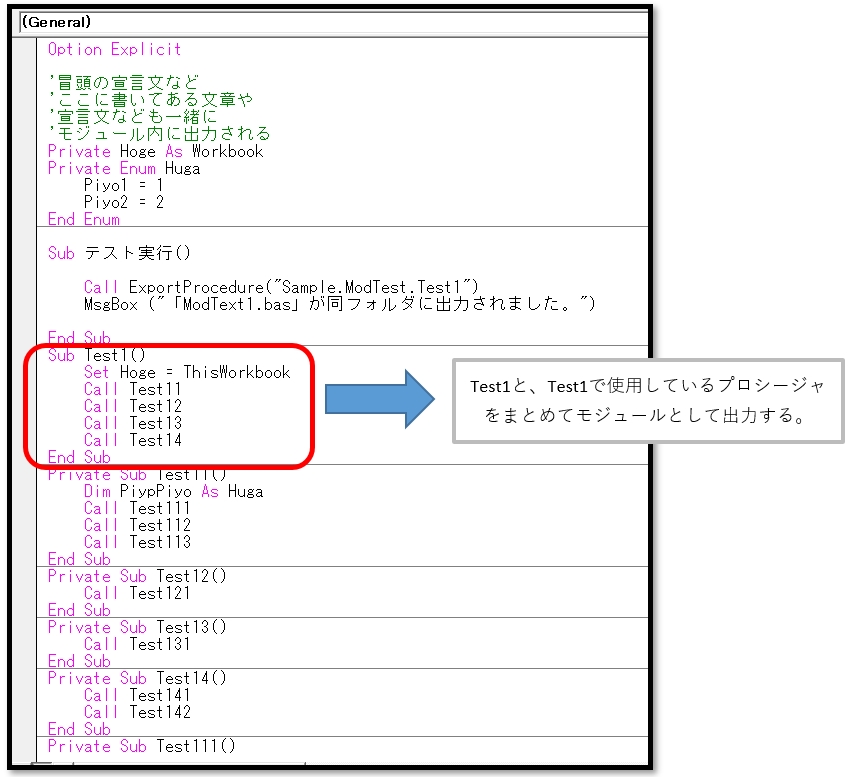 (General)
Option Explicit
'冒頭の宣言文など
'ここに書いてある文章や
'宣言文なども一緒に
'モジュール内に出力される
Private Hoge As Workbook
Private Enum Huga
    Piyo1 = 1
    Piyo2 = 2
End Enum
Sub テスト実行()
    Call ExportProcedure("Sample.ModTest.Test1")
    MsgBox ("「ModText1.bas」が同フォルダに出力されました。")
End Sub
Sub Test1()
    Set Hoge = ThisWorkbook
    Call Test11
    Call Test12
    Call Test13
    Call Test14
End Sub
Test1と、Test1で使用しているプロシージャ
をまとめてモジュールとして出力する。
Private Sub Test11()
    Dim PiypPiyo As Huga
    Call Test111
    Call Test112
    Call Test113
End Sub
Private Sub Test12()
    Call Test121
End Sub
Private Sub Test13()
    Call Test131
End Sub
Private Sub Test14()
    Call Test141
    Call Test142
End Sub
Private Sub Test111()